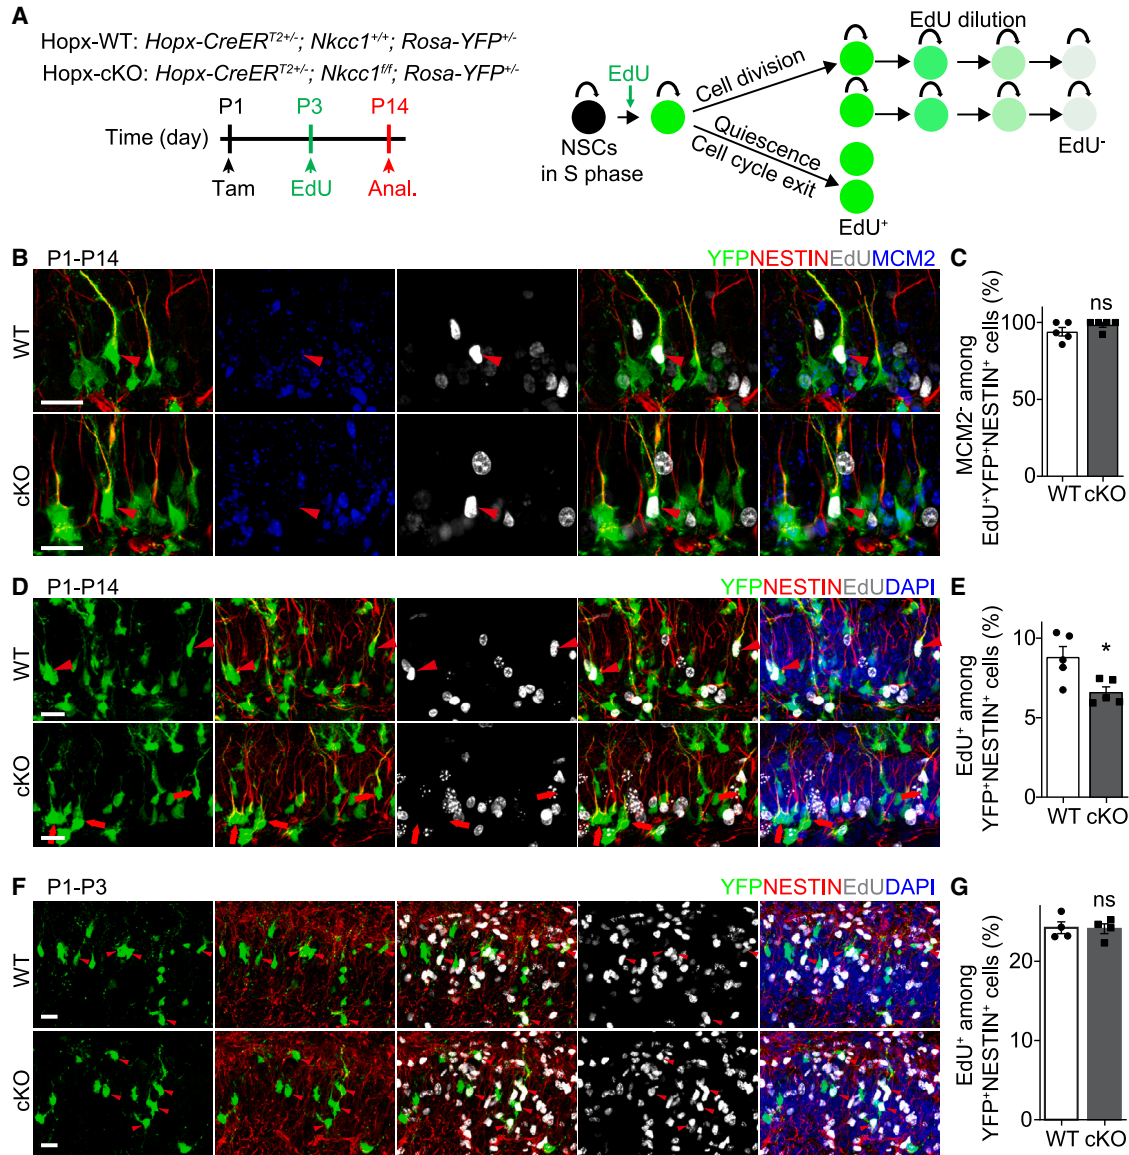 A
Hopx-WT: Hopx-CreERT2+/-; Nkcc1+/+; Rosa-YFP+/-
Hopx-cKO: Hopx-CreERT2+/-; Nkcc1f/f; Rosa-YFP+/-
P1 P3 P14
Time (day)
Tam EdU Anal.
EdU
NSCs
in S phase
Cell division
Quiescence
Cell cycle exit
EdU dilution
EdU-
EdU+
B P1-P14 YFPNESTINEdUMCM2
WT
cKO
C
MCM2- among
EdU+YFP+NESTIN+ cells (%)
ns
100
50
0
WT cKO
D P1-P14 YFPNESTINEdUDAPI
WT
cKO
E
EdU+ among
YFP+NESTIN+ cells (%)
*
10
5
0
WT cKO
F P1-P3 YFPNESTINEdUDAPI
WT
cKO
G
EdU+ among
YFP+NESTIN+ cells (%)
ns
20
10
0
WT cKO